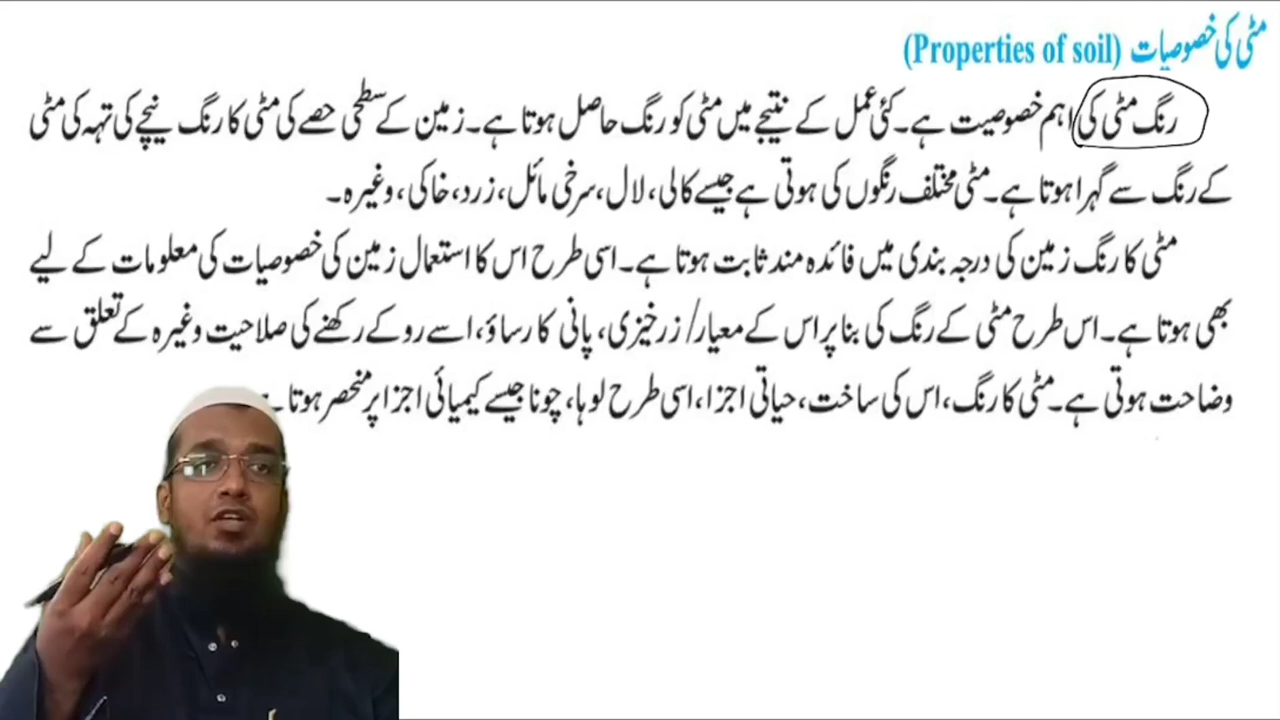 مٹی کی خصوصیات (Properties of soil)
رنگ مٹی کی اہم خصوصیت ہے۔ کئی عمل کے نتیجے میں مٹی کو رنگ حاصل ہوتا ہے۔ زمین کے سطحی حصے کی مٹی کا رنگ نیچے کی تہہ کی مٹی
کے رنگ سے گہرا ہوتا ہے۔ مٹی مختلف رنگوں کی ہوتی ہے جیسے کالی، لال، سرخی مائل، زرد، خاکی، وغیرہ۔
مٹی کا رنگ زمین کی درجہ بندی میں فائدہ مند ثابت ہوتا ہے۔ اسی طرح اس کا استعمال زمین کی خصوصیات کی معلومات کے لیے
بھی ہوتا ہے۔ اس طرح مٹی کے رنگ کی بنا پر اس کے معیار/ زرخیزی، پانی کا رساؤ، اسے روکے رکھنے کی صلاحیت وغیرہ کے تعلق سے
وضاحت ہوتی ہے۔ مٹی کا رنگ، اس کی ساخت، حیاتی اجزا، اسی طرح لوہا، چونا جیسے کیمیائی اجزا پر منحصر ہوتا